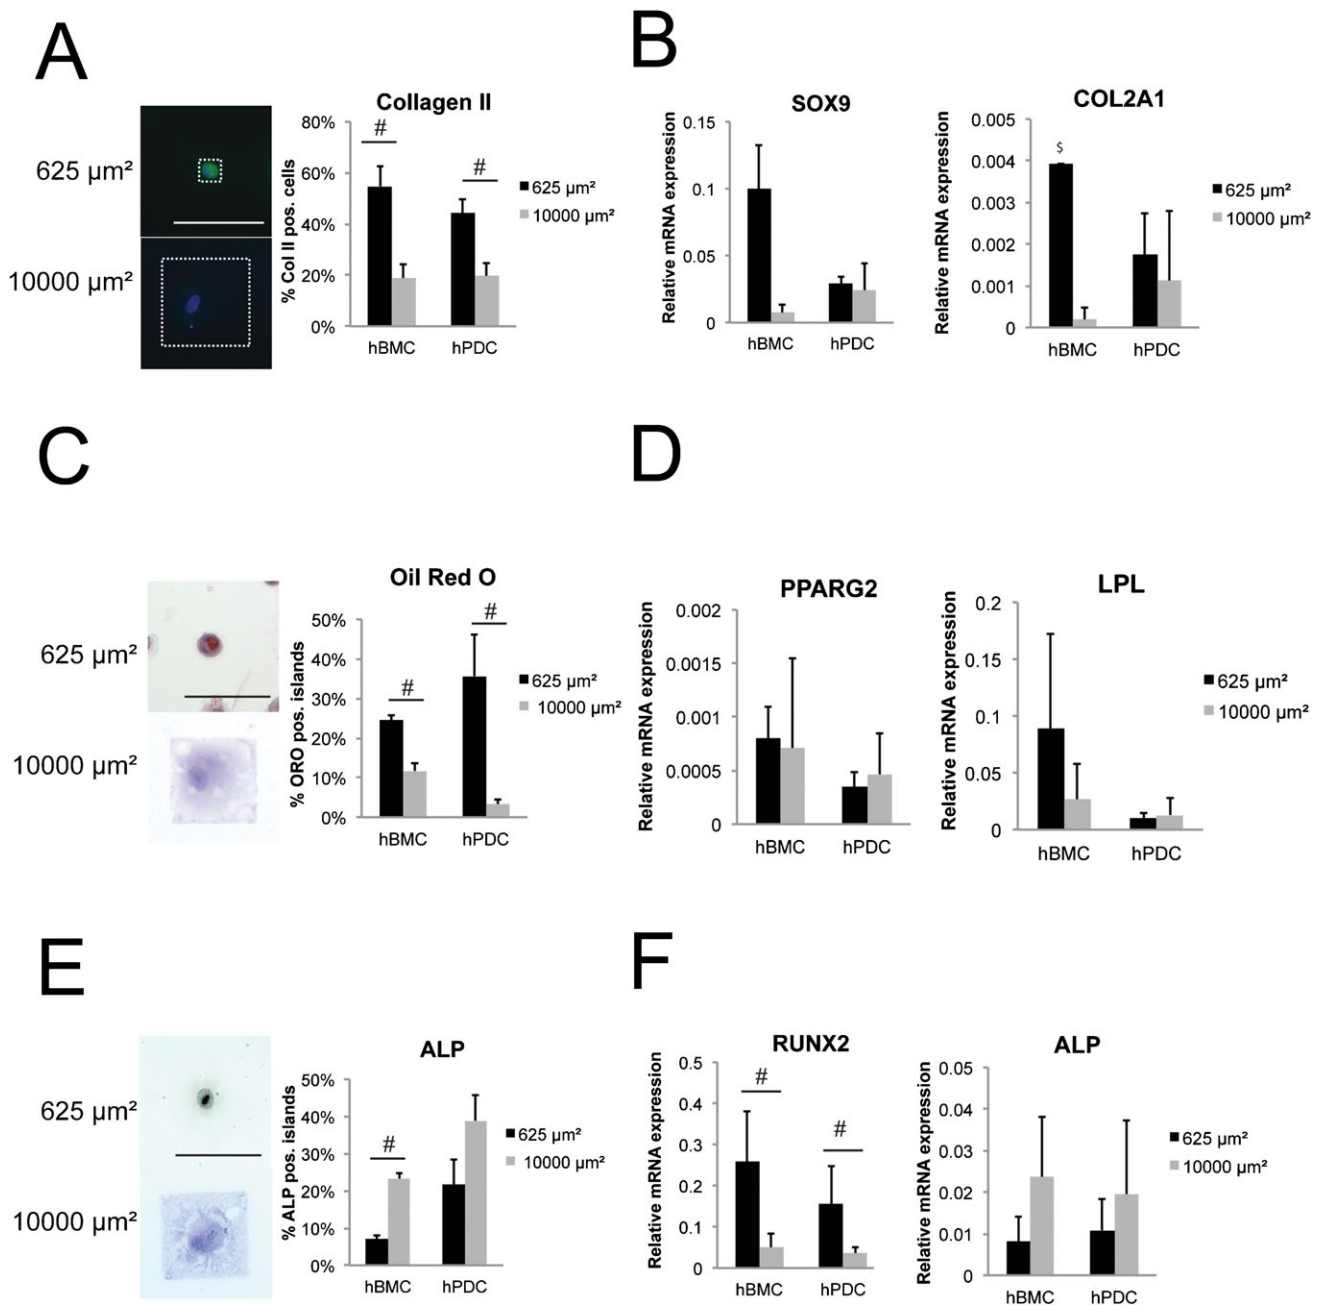 A
625 µm²
10000 µm²
Collagen II
% Col II pos. cells
80%
60%
40%
20%
0%
#
#
hBMC
hPDC
625 µm²
10000 µm²
B
SOX9
Relative mRNA expression
0.15
0.1
0.05
0
hBMC
hPDC
COL2A1
Relative mRNA expression
0.005
0.004
0.003
0.002
0.001
0
$
hBMC
hPDC
625 µm²
10000 µm²
C
625 µm²
10000 µm²
Oil Red O
% ORO pos. islands
50%
40%
30%
20%
10%
0%
#
#
hBMC
hPDC
625 µm²
10000 µm²
D
PPARG2
Relative mRNA expression
0.002
0.0015
0.001
0.0005
0
hBMC
hPDC
LPL
Relative mRNA expression
0.2
0.15
0.1
0.05
0
hBMC
hPDC
625 µm²
10000 µm²
E
625 µm²
10000 µm²
ALP
% ALP pos. islands
50%
40%
30%
20%
10%
0%
#
hBMC
hPDC
625 µm²
10000 µm²
F
RUNX2
Relative mRNA expression
0.5
0.4
0.3
0.2
0.1
0
#
#
hBMC
hPDC
ALP
Relative mRNA expression
0.05
0.04
0.03
0.02
0.01
0
hBMC
hPDC
625 µm²
10000 µm²